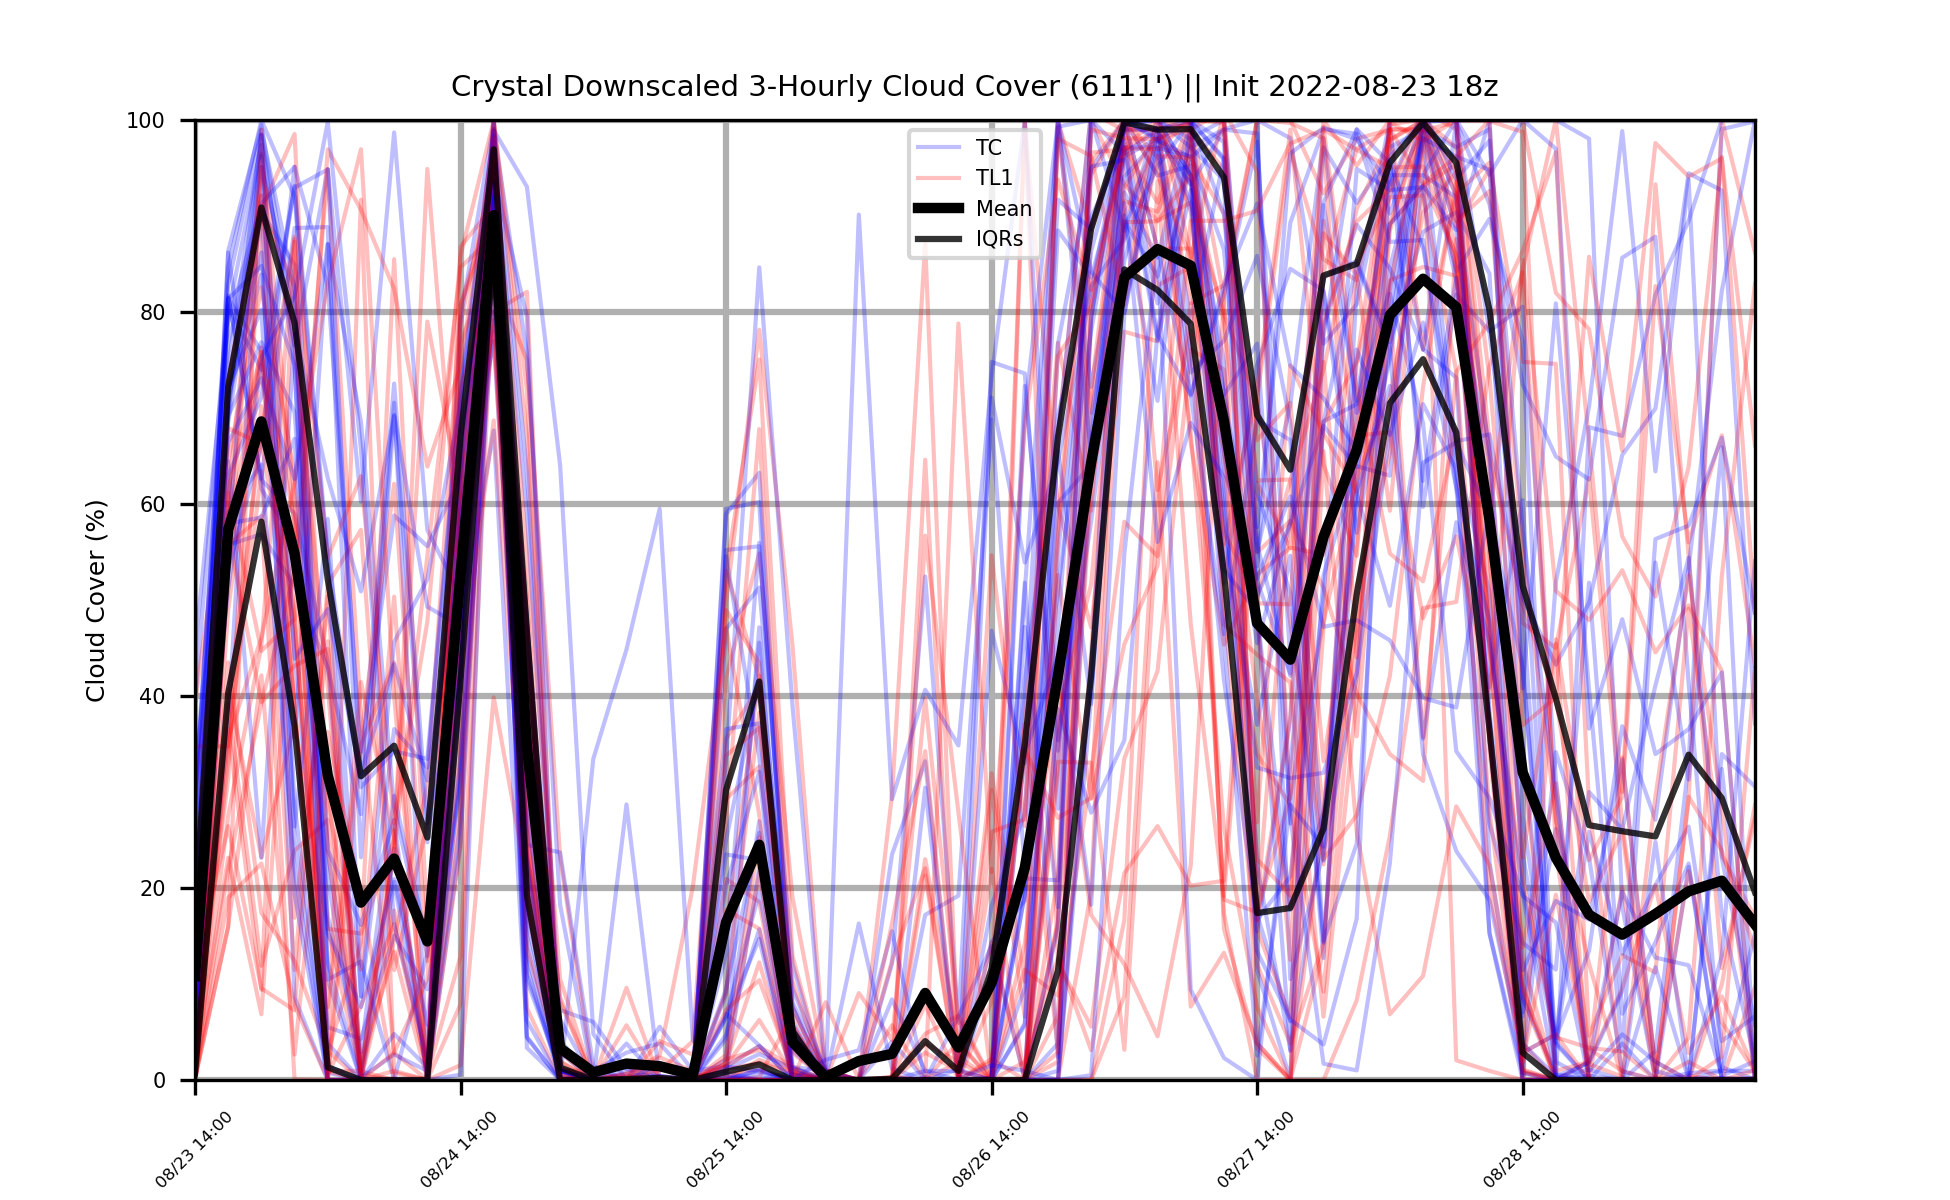 Crystal Downscaled 3-Hourly Cloud Cover (6111') || Init 2022-08-23 18z
Cloud Cover (%)
100
80
60
40
20
0
TC
TL1
Mean
IQRs
08/23 14:00
08/24 14:00
08/25 14:00
08/26 14:00
08/27 14:00
08/28 14:00